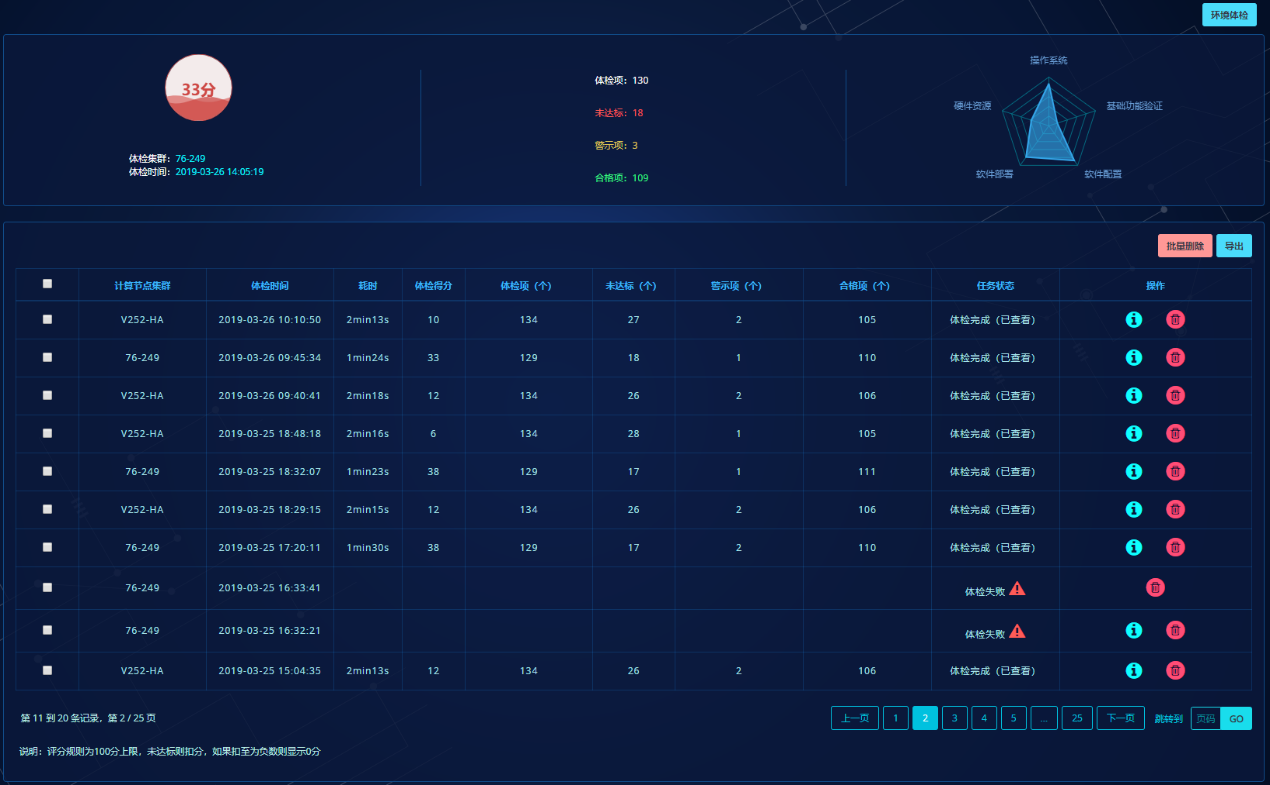 环境体检
33分
体检集群：76-249
体检时间：2019-03-26 14:05:19
体检项：130
未达标：18
警示项：3
合格项：109
操作系统
硬件资源 基础功能验证
软件部署 软件配置
批量删除 导出
计算节点集群 体检时间 耗时 体检得分 体检项（个） 未达标（个） 警示项（个） 合格项（个） 任务状态 操作
V252-HA 2019-03-26 10:10:50 2min13s 10 134 27 2 105 体检完成（已查看）
76-249 2019-03-26 09:45:34 1min24s 33 129 18 1 110 体检完成（已查看）
V252-HA 2019-03-26 09:40:41 2min18s 12 134 26 2 106 体检完成（已查看）
V252-HA 2019-03-25 18:48:18 2min16s 6 134 28 1 105 体检完成（已查看）
76-249 2019-03-25 18:32:07 1min23s 38 129 17 1 111 体检完成（已查看）
V252-HA 2019-03-25 18:29:15 2min15s 12 134 26 2 106 体检完成（已查看）
76-249 2019-03-25 17:20:11 1min30s 38 129 17 2 110 体检完成（已查看）
76-249 2019-03-25 16:33:41 体检失败
76-249 2019-03-25 16:32:21 体检失败
V252-HA 2019-03-25 15:04:35 2min13s 12 134 26 2 106 体检完成（已查看）
第 11 到 20 条记录，第 2 / 25 页 上一页 1 2 3 4 5 ... 25 下一页 跳转到 页码 GO
说明：评分规则为100分上限，未达标则扣分，如果扣至为负数则显示0分